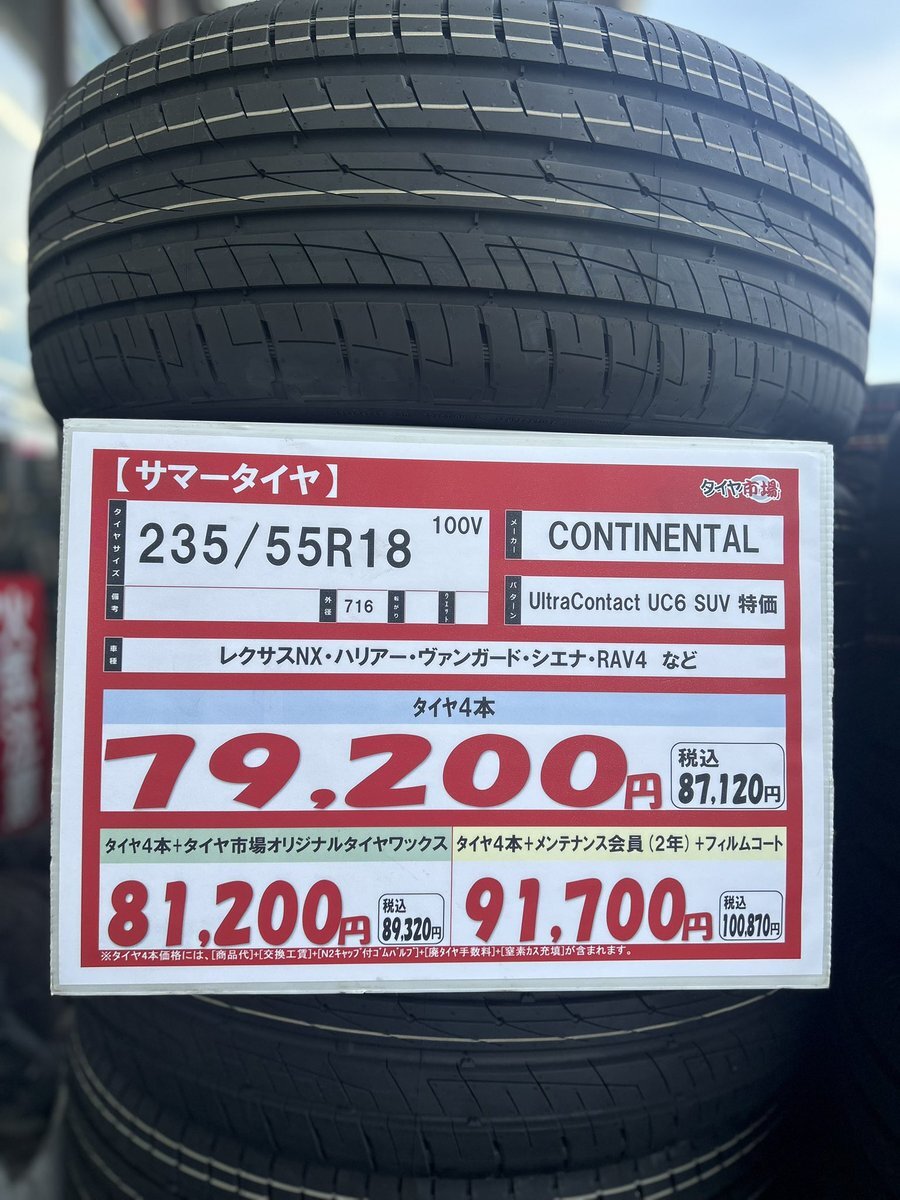 【サマータイヤ】
タイヤ市場
タイヤサイズ
235/55R18
100V
メーカー
CONTINENTAL
備考
外径
716
転がり
ウエット
パターン
UltraContact UC6 SUV 特価
車種
レクサスNX・ハリアー・ヴァンガード・シエナ・RAV4 など
タイヤ4本
79,200円
税込
87,120円
タイヤ4本+タイヤ市場オリジナルタイヤワックス
81,200円
税込
89,320円
タイヤ4本+メンテナンス会員(2年)+フィルムコート
91,700円
税込
100,870円
※タイヤ4本価格には、[商品代]+[交換工賃]+[N2キャップ付ゴムバルブ]+[廃タイヤ手数料]+[窒素ガス充填]が含まれます。